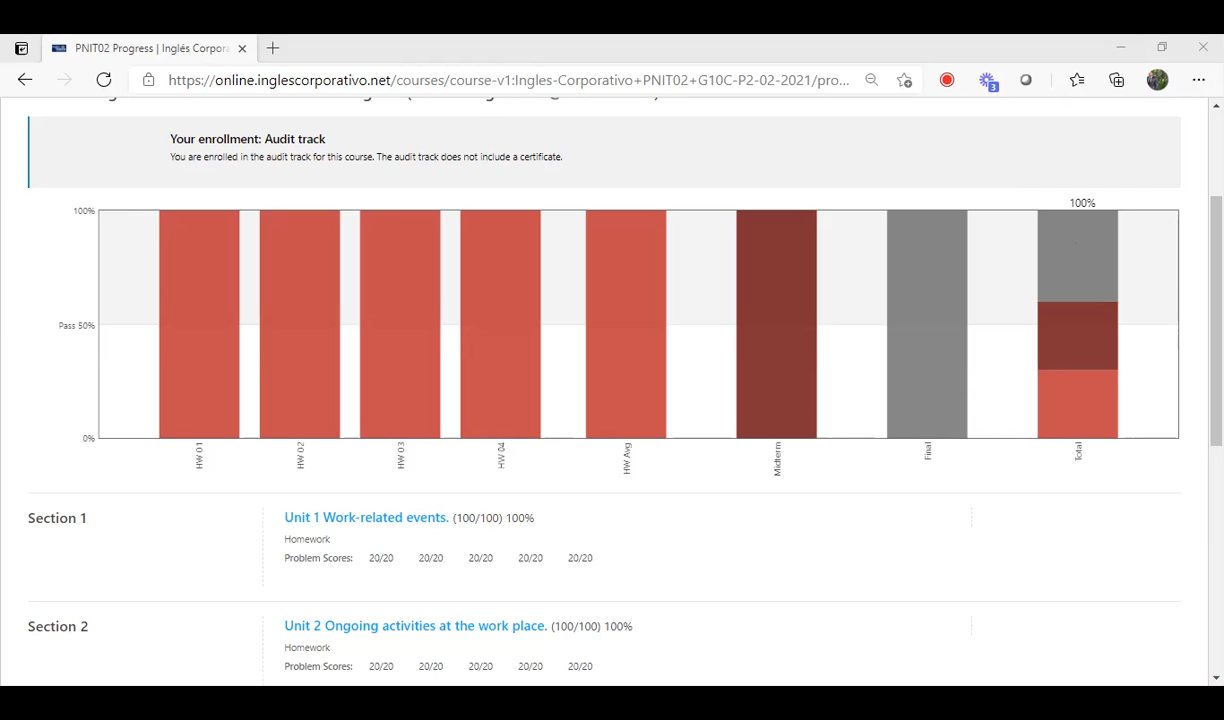 PNIT02 Progress | Inglés Corpora
https://online.inglescorporativo.net/courses/course-v1:Ingles-Corporativo+PNIT02+G10C-P2-02-2021/pro...
3
Your enrollment: Audit track
You are enrolled in the audit track for this course. The audit track does not include a certificate.
100%
100%
Pass 50%
0%
HW 01
HW 02
HW 03
HW 04
HW Avg
Midterm
Final
Total
Section 1
Unit 1 Work-related events. (100/100) 100%
Homework
Problem Scores: 20/20 20/20 20/20 20/20 20/20
Section 2
Unit 2 Ongoing activities at the work place. (100/100) 100%
Homework
Problem Scores: 20/20 20/20 20/20 20/20 20/20